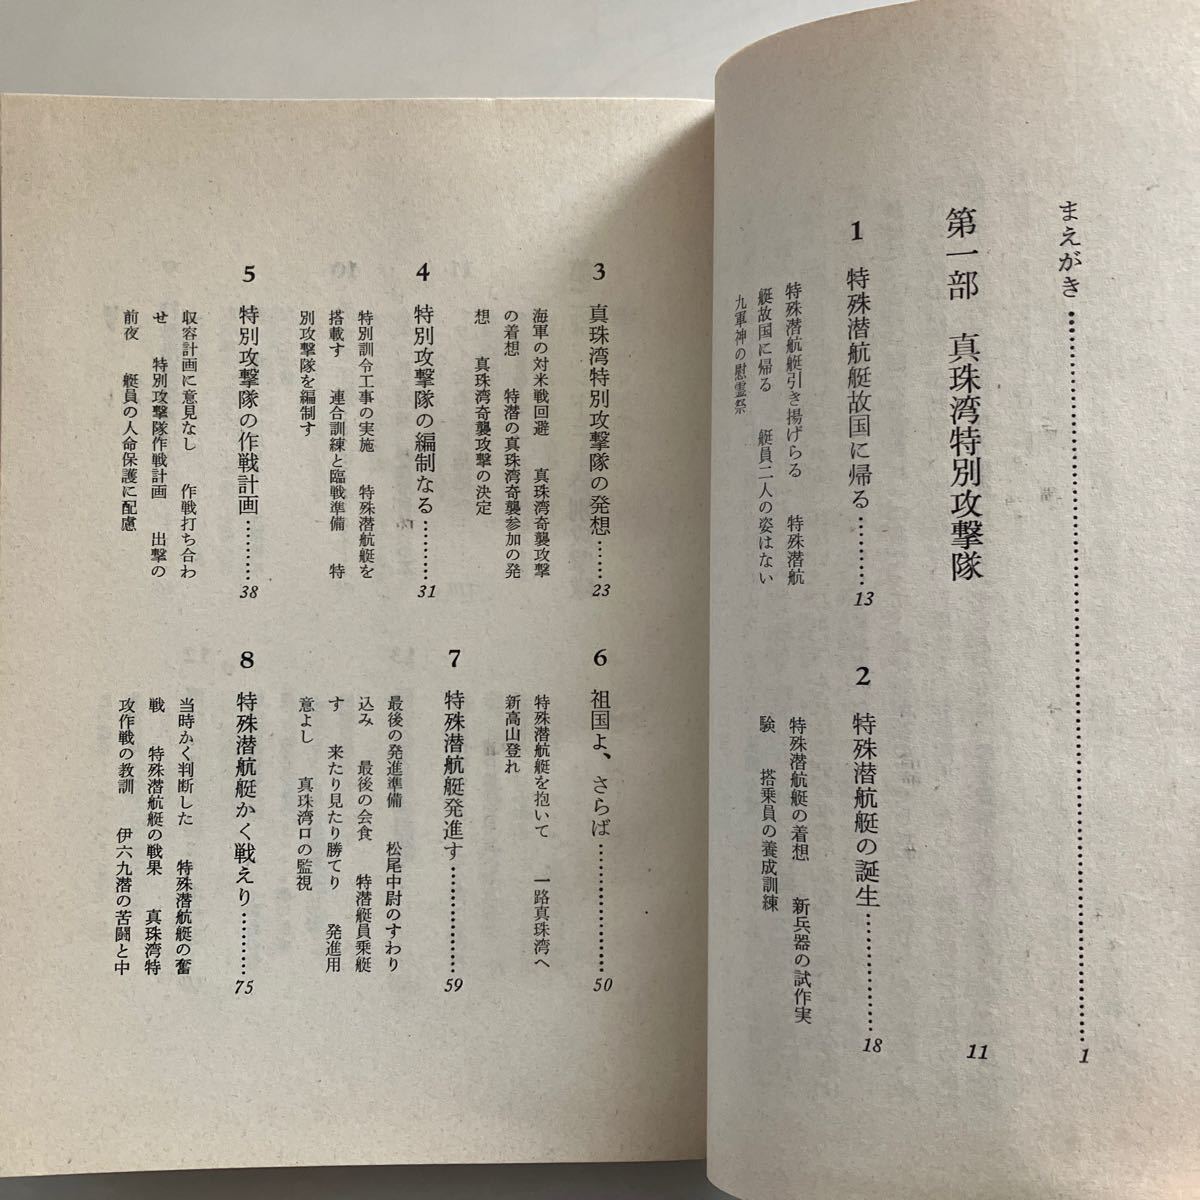 まえがき……………………………………1
第一部　真珠湾特別攻撃隊　11
1　特殊潜航艇故国に帰る…………13
特殊潜航艇引き揚げらる　特殊潜航
艇故国に帰る　艇員二人の姿はない
九軍神の慰霊祭
2　特殊潜航艇の誕生…………18
特殊潜航艇の着想　新兵器の試作実
験　搭乗員の養成訓練
3　真珠湾特別攻撃隊の発想……23
海軍の対米戦回避　真珠湾奇襲攻撃
の着想　特潜の真珠湾奇襲参加の発
想　真珠湾奇襲攻撃の決定
4　特別攻撃隊の編制なる…………31
特別訓令工事の実施　特殊潜航艇を
搭載す　連合訓練と臨戦準備　特
別攻撃隊を編制す
5　特別攻撃隊の作戦計画…………38
収容計画に意見なし　作戦打ち合わ
せ　特別攻撃隊作戦計画　出撃の
前夜　艇員の人命保護に配慮
6　祖国よ、さらば…………50
特殊潜航艇を抱いて　一路真珠湾へ
新高山登れ
7　特殊潜航艇発進す…………59
最後の発進準備　松尾中尉のすわり
込み　最後の会食　特潜艇員乗艇
す　来たり見たり勝てり　発進用
意よし　真珠湾口の監視
8　特殊潜航艇かく戦えり…………75
当時かく判断した　特殊潜航艇の奮
戦　特殊潜航艇の戦果　真珠湾特
攻作戦の教訓　伊六九潜の苦闘と中